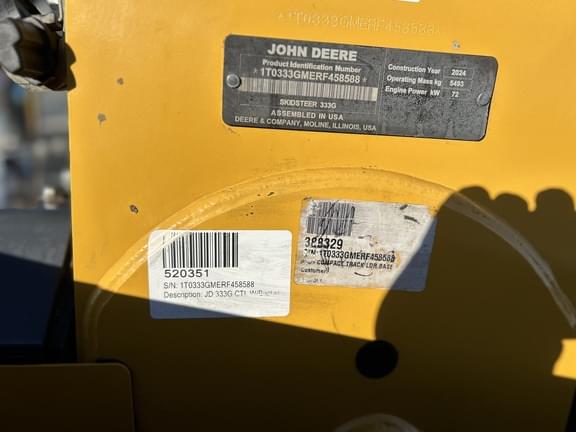 *1T0333GMERF458588*
JOHN DEERE
Product Identification Number
*1T0333GMERF458588*
Construction Year 2024
Operating Mass kg 5493
Engine Power kW 72
SKIDSTEER 333G
ASSEMBLED IN USA
DEERE & COMPANY, MOLINE, ILLINOIS, USA
328329
S/N: 1T0333GMERF458588
COMPACT TRACK LDR BASE
Customer
520351
S/N: 1T0333GMERF458588
Description: JD 333G CTL